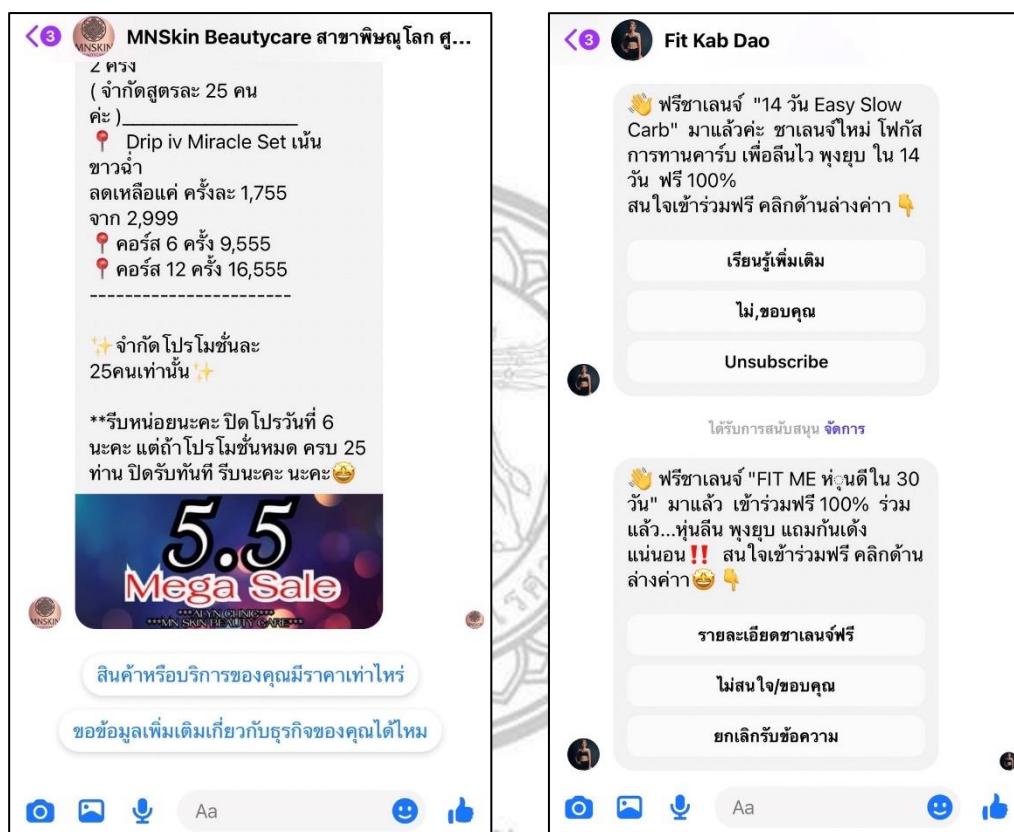 3
MNSKIN
MNSkin Beautycare สาขาพิษณุโลก ศู...
2 ครั้ง
( จำกัดสูตรละ 25 คน
ค่ะ )____________________
📍 Drip iv Miracle Set เน้น
ขาวฉ่ำ
ลดเหลือแค่ ครั้งละ 1,755
จาก 2,999
📍 คอร์ส 6 ครั้ง 9,555
📍 คอร์ส 12 ครั้ง 16,555
-----------------------
✨จำกัดโปรโมชั่นละ
25คนเท่านั้น✨
**รีบหน่อยนะคะ ปิดโปรวันที่ 6
นะคะ แต่ถ้าโปรโมชั่นหมด ครบ 25
ท่าน ปิดรับทันที รีบนะคะ นะคะ🤩
5.5
Mega Sale
***ALYN CLINIC***
***MN SKIN BEAUTY CARE***
MNSKIN
สินค้าหรือบริการของคุณมีราคาเท่าไหร่
ขอข้อมูลเพิ่มเติมเกี่ยวกับธุรกิจของคุณได้ไหม
Aa
3
Fit Kab Dao
👋 ฟรีชาเลนจ์ "14 วัน Easy Slow
Carb" มาแล้วค่ะ ชาเลนจ์ใหม่ โฟกัส
การทานคาร์บ เพื่อลีนไว พุงยุบ ใน 14
วัน ฟรี 100%
สนใจเข้าร่วมฟรี คลิกด้านล่างค่าา 👇
เรียนรู้เพิ่มเติม
ไม่,ขอบคุณ
Unsubscribe
ได้รับการสนับสนุน จัดการ
👋 ฟรีชาเลนจ์ "FIT ME หุ่นดีใน 30
วัน" มาแล้ว เข้าร่วมฟรี 100% ร่วม
แล้ว...หุ่นลีน พุงยุบ แถมก้นเด้ง
แน่นอน‼️ สนใจเข้าร่วมฟรี คลิกด้าน
ล่างค่าา🤩 👇
รายละเอียดชาเลนจ์ฟรี
ไม่สนใจ/ขอบคุณ
ยกเลิกรับข้อความ
Aa